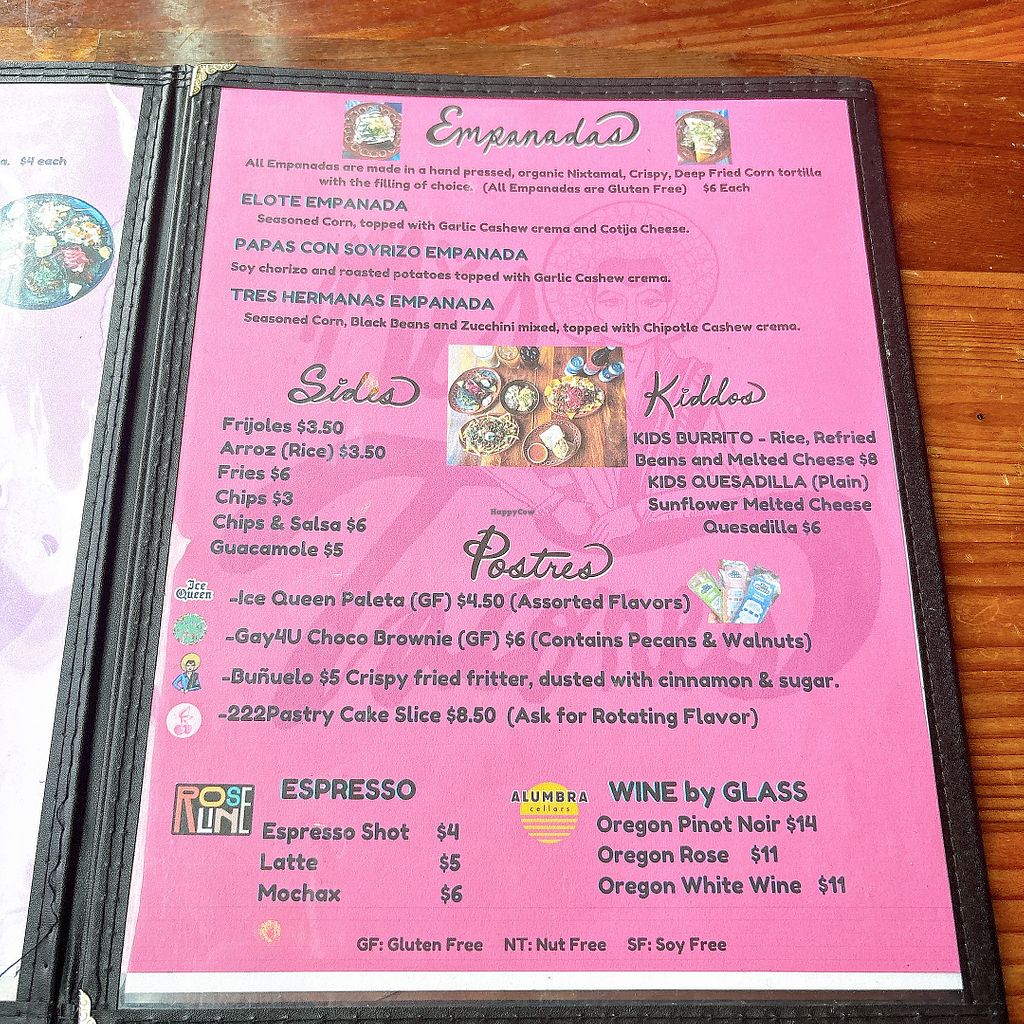 a. $4 each
Empanadas
All Empanadas are made in a hand pressed, organic Nixtamal, Crispy, Deep Fried Corn tortilla
with the filling of choice. (All Empanadas are Gluten Free) $6 Each
ELOTE EMPANADA
Seasoned Corn, topped with Garlic Cashew crema and Cotija Cheese.
PAPAS CON SOYRIZO EMPANADA
Soy chorizo and roasted potatoes topped with Garlic Cashew crema.
TRES HERMANAS EMPANADA
Seasoned Corn, Black Beans and Zucchini mixed, topped with Chipotle Cashew crema.
Sides
Frijoles $3.50
Arroz (Rice) $3.50
Fries $6
Chips $3
Chips & Salsa $6
Guacamole $5
Kiddos
KIDS BURRITO - Rice, Refried
Beans and Melted Cheese $8
KIDS QUESADILLA (Plain)
Sunflower Melted Cheese
Quesadilla $6
HappyCow
Postres
Ice
Queen
-Ice Queen Paleta (GF) $4.50 (Assorted Flavors)
-Gay4U Choco Brownie (GF) $6 (Contains Pecans & Walnuts)
-Buñuelo $5 Crispy fried fritter, dusted with cinnamon & sugar.
-222Pastry Cake Slice $8.50 (Ask for Rotating Flavor)
ROSE
LINE
ESPRESSO
Espresso Shot $4
Latte $5
Mochax $6
ALUMBRA
cellars
WINE by GLASS
Oregon Pinot Noir $14
Oregon Rose $11
Oregon White Wine $11
GF: Gluten Free NT: Nut Free SF: Soy Free